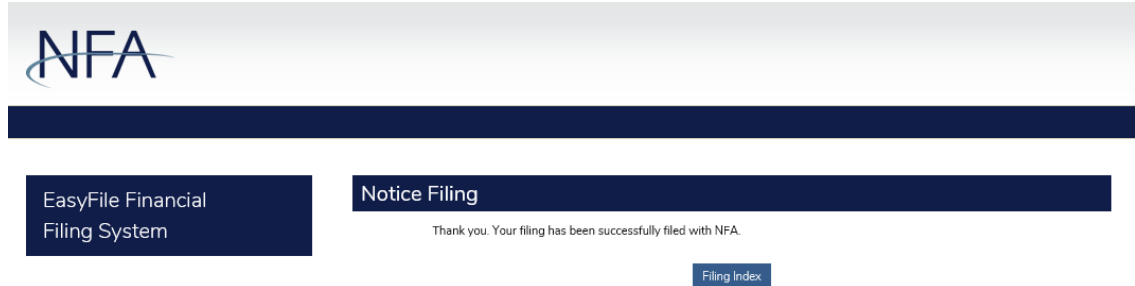 NFA
EasyFile Financial
Filing System
Notice Filing
Thank you. Your filing has been successfully filed with NFA.
Filing Index